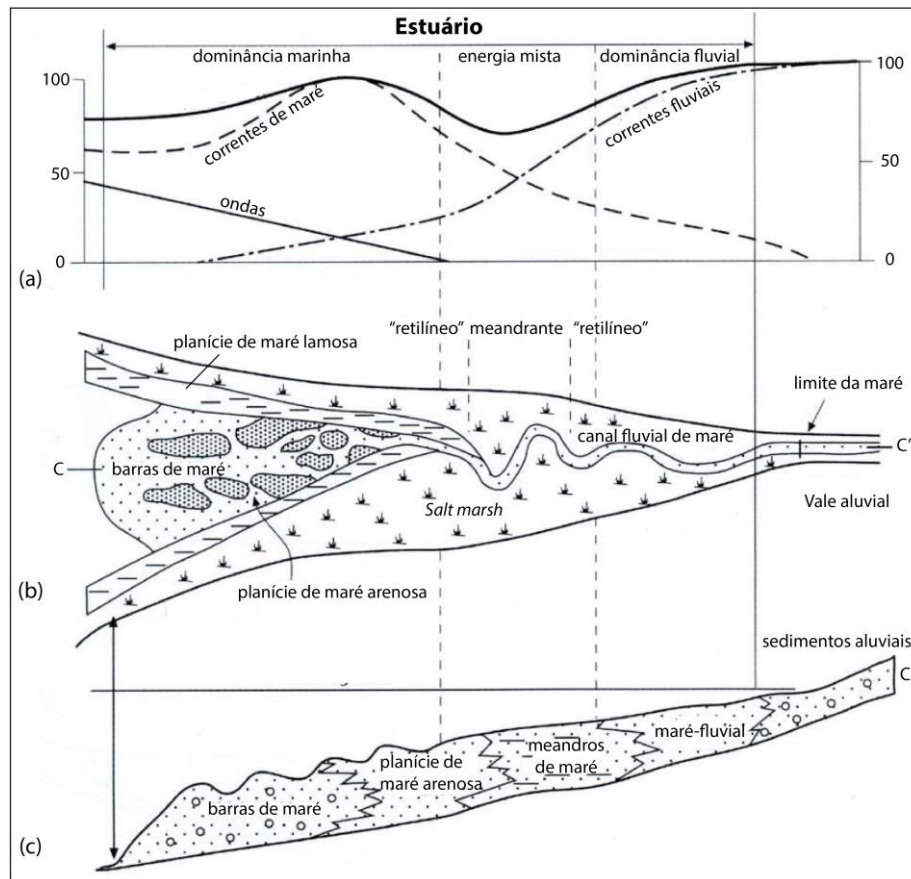 Estuário
dominância marinha
energia mista
dominância fluvial
100
100
correntes de maré
correntes fluviais
50
50
ondas
0
0
(a)
"retilíneo"
meandrante
"retilíneo"
planície de maré lamosa
limite da maré
canal fluvial de maré
C
barras de maré
C'
Salt marsh
Vale aluvial
(b)
planície de maré arenosa
sedimentos aluviais
C
maré-fluvial
meandros
de maré
planície de
maré arenosa
barras de maré
(c)